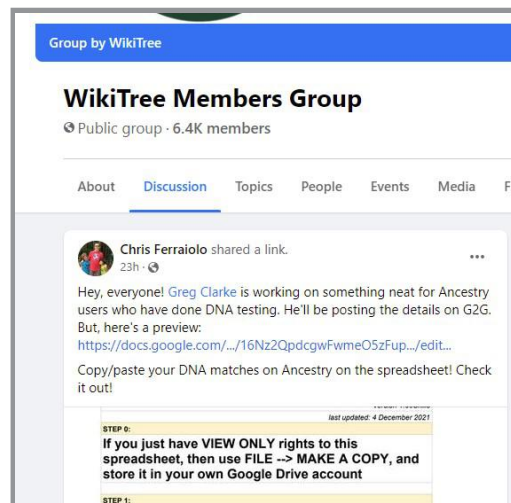 Group by WikiTree
WikiTree Members Group
Public group · 6.4K members
About Discussion Topics People Events Media F
Chris Ferraiolo shared a link.
23h ·
Hey, everyone! Greg Clarke is working on something neat for Ancestry
users who have done DNA testing. He'll be posting the details on G2G.
But, here's a preview:
https://docs.google.com/.../16Nz2QpdcgwFwmeO5zFup.../edit...
Copy/paste your DNA matches on Ancestry on the spreadsheet! Check
it out!
last updated: 4 December 2021
STEP 0:
If you just have VIEW ONLY rights to this
spreadsheet, then use FILE --> MAKE A COPY, and
store it in your own Google Drive account
STEP 1: